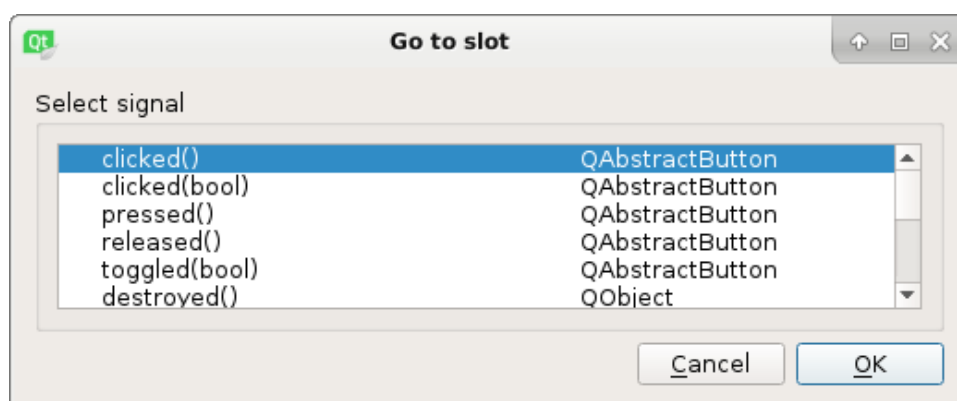 Qt Go to slot
Select signal
clicked() QAbstractButton
clicked(bool) QAbstractButton
pressed() QAbstractButton
released() QAbstractButton
toggled(bool) QAbstractButton
destroyed() QObject
Cancel OK